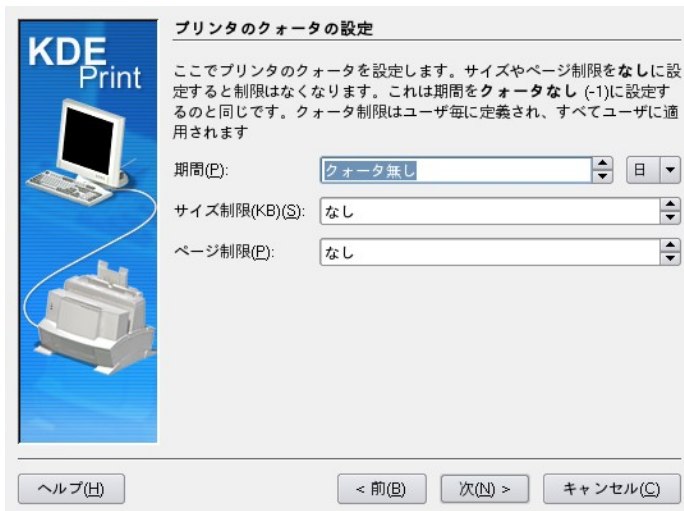 KDE
Print
プリンタのクォータの設定
ここでプリンタのクォータを設定します。サイズやページ制限をなしに設
定すると制限はなくなります。これは期間をクォータなし (-1)に設定す
るのと同じです。クォータ制限はユーザ毎に定義され、すべてユーザに適
用されます
期間(P): クォータ無し 日
サイズ制限(KB)(S): なし
ページ制限(P): なし
ヘルプ(H) < 前(B) 次(N) > キャンセル(C)